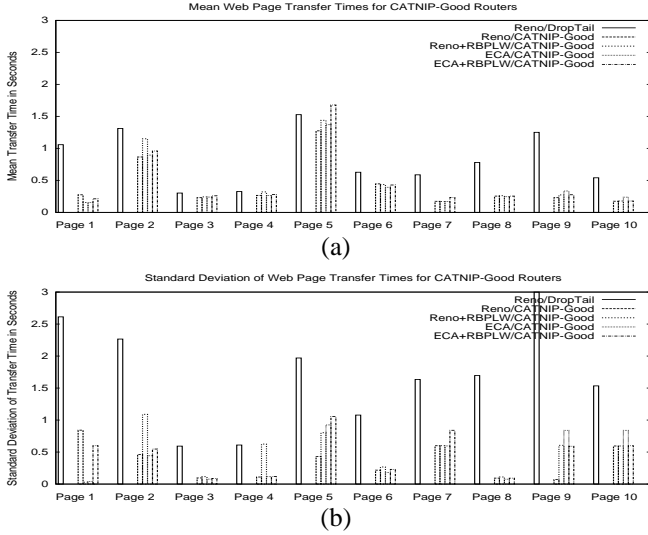 Mean Web Page Transfer Times for CATNIP-Good Routers
Mean Transfer Time in Seconds
3
2.5
2
1.5
1
0.5
0
Reno/DropTail
Reno/CATNIP-Good
Reno+RBPLW/CATNIP-Good
ECA/CATNIP-Good
ECA+RBPLW/CATNIP-Good
Page 1 Page 2 Page 3 Page 4 Page 5 Page 6 Page 7 Page 8 Page 9 Page 10
(a)
Standard Deviation of Web Page Transfer Times for CATNIP-Good Routers
Standard Deviation of Transfer Time in Seconds
3
2.5
2
1.5
1
0.5
0
Reno/DropTail
Reno/CATNIP-Good
Reno+RBPLW/CATNIP-Good
ECA/CATNIP-Good
ECA+RBPLW/CATNIP-Good
Page 1 Page 2 Page 3 Page 4 Page 5 Page 6 Page 7 Page 8 Page 9 Page 10
(b)